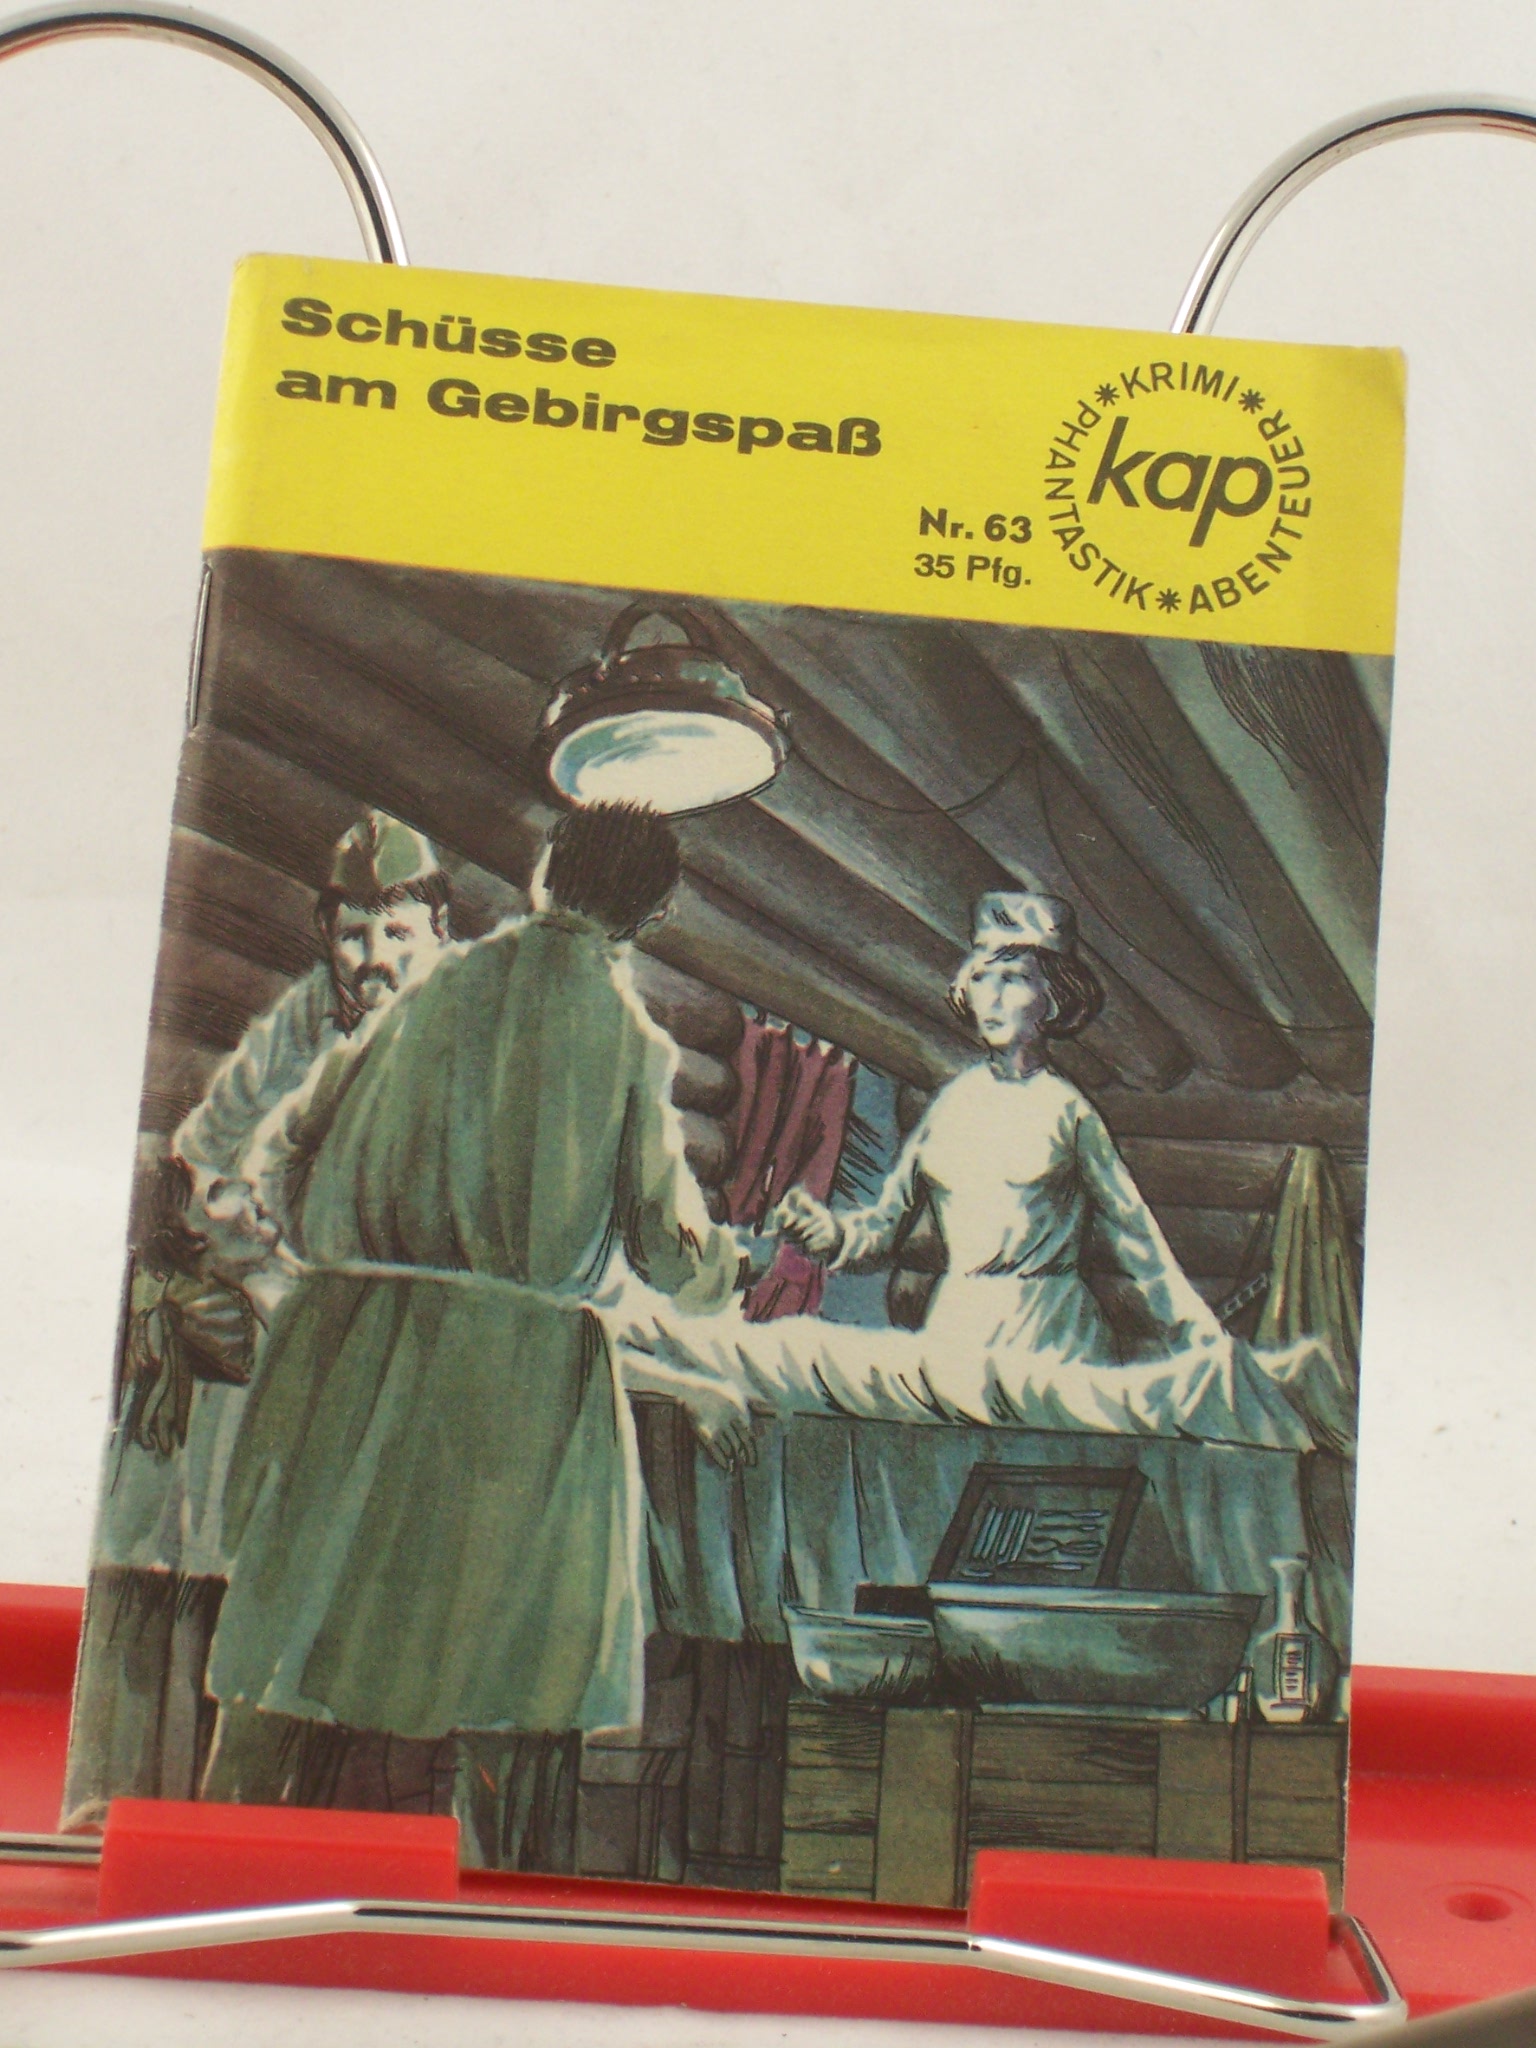 Schüsse
am Gebirgspaß
Nr. 63
35 Pfg.
* KRIMI * ABENTEUER * PHANTASTIK
kap